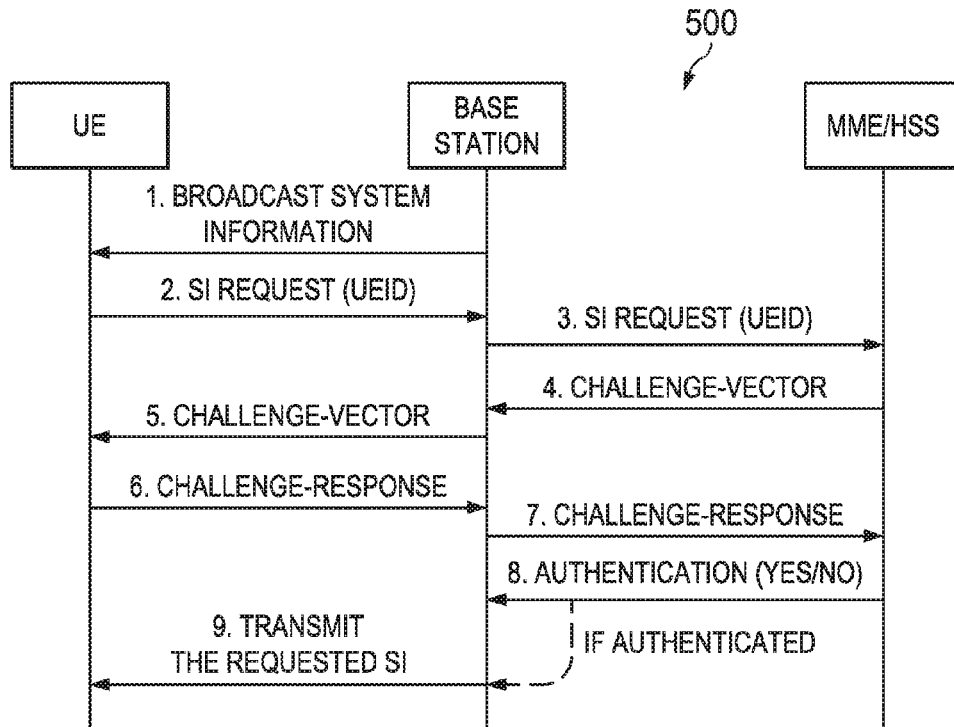 500
UE
BASE
STATION
MME/HSS
1. BROADCAST SYSTEM
INFORMATION
2. SI REQUEST (UEID)
3. SI REQUEST (UEID)
4. CHALLENGE-VECTOR
5. CHALLENGE-VECTOR
6. CHALLENGE-RESPONSE
7. CHALLENGE-RESPONSE
8. AUTHENTICATION (YES/NO)
9. TRANSMIT
THE REQUESTED SI
IF AUTHENTICATED